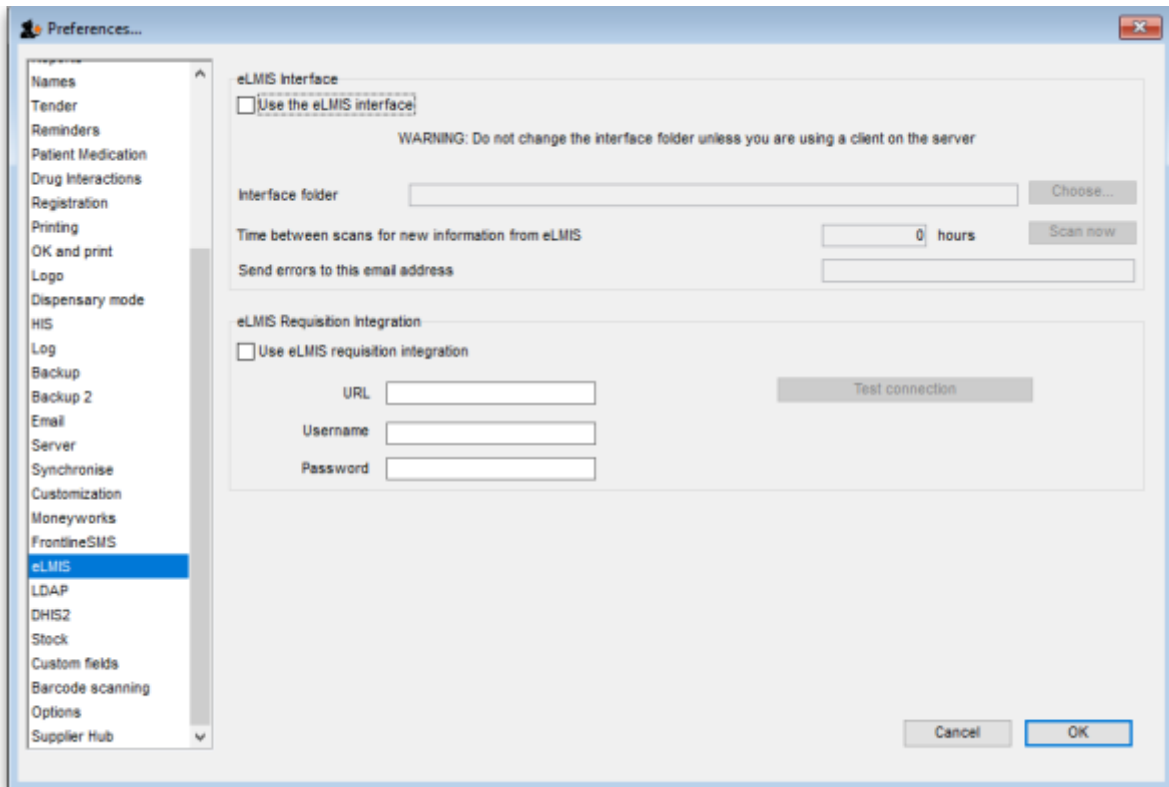 Preferences...
Names
Tender
Reminders
Patient Medication
Drug Interactions
Registration
Printing
OK and print
Logo
Dispensary mode
HIS
Log
Backup
Backup 2
Email
Server
Synchronise
Customization
Moneyworks
FrontlineSMS
eLMIS
LDAP
DHIS2
Stock
Custom fields
Barcode scanning
Options
Supplier Hub
eLMIS Interface
Use the eLMIS interface
WARNING: Do not change the interface folder unless you are using a client on the server
Interface folder Choose...
Time between scans for new information from eLMIS 0 hours Scan now
Send errors to this email address
eLMIS Requisition Integration
Use eLMIS requisition integration
URL Test connection
Username
Password
Cancel OK